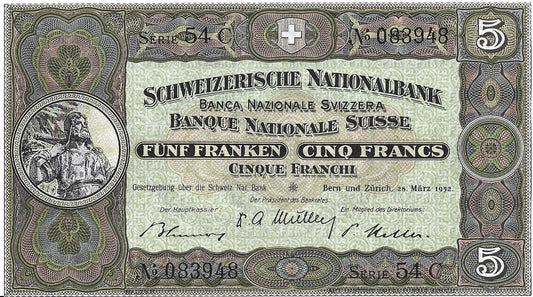 SERIE 54 C No 083948 5
SCHWEIZERISCHE NATIONALBANK
BANCA NAZIONALE SVIZZERA
BANQUE NATIONALE SUISSE
FÜNF FRANKEN CINQ FRANCS
CINQUE FRANCHI
Gesetzgebung über die Schweiz. Nat. Bank Bern und Zürich, 28. März 1952.
Der Präsident des Bankrates.
Der Hauptkassier: Ein Mitglied des Direktoriums:
No 083948 SERIE 54 C 5